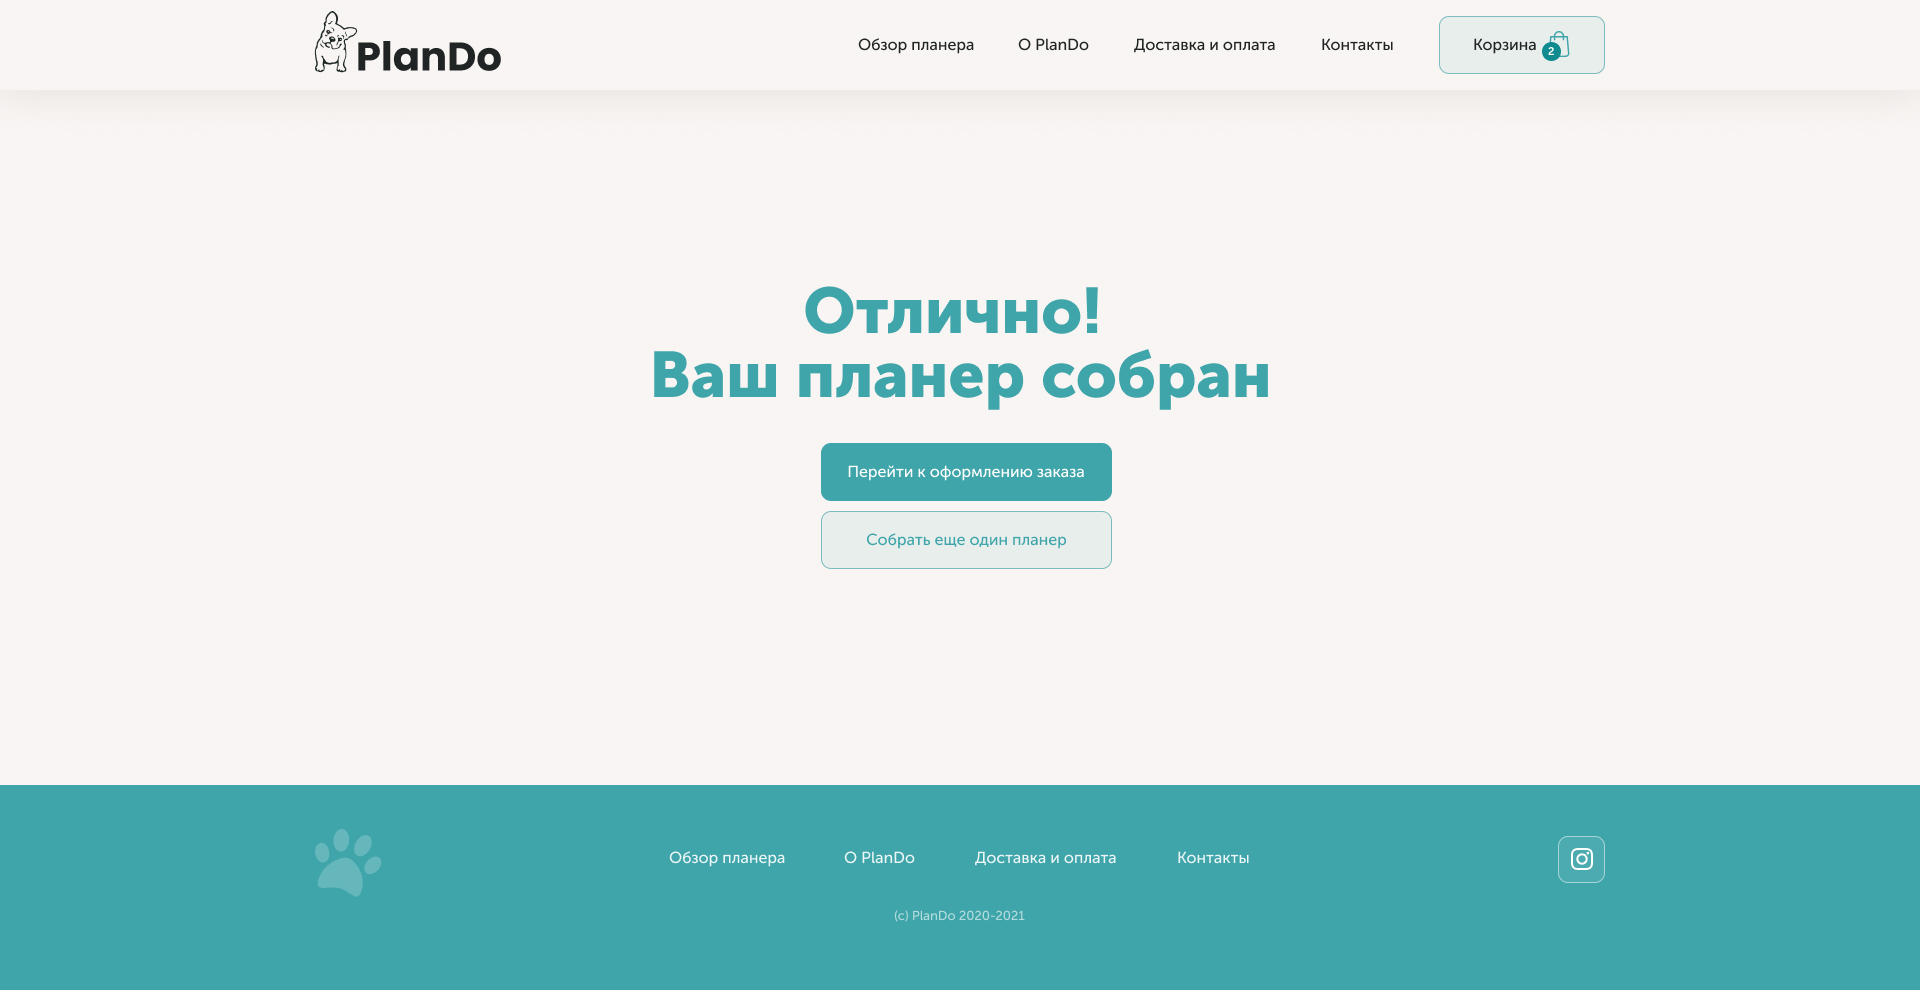 PlanDo
Обзор планера
О PlanDo
Доставка и оплата
Контакты
Корзина
2
Отлично!
Ваш планер собран
Перейти к оформлению заказа
Собрать еще один планер
Обзор планера
О PlanDo
Доставка и оплата
Контакты
(c) PlanDo 2020-2021